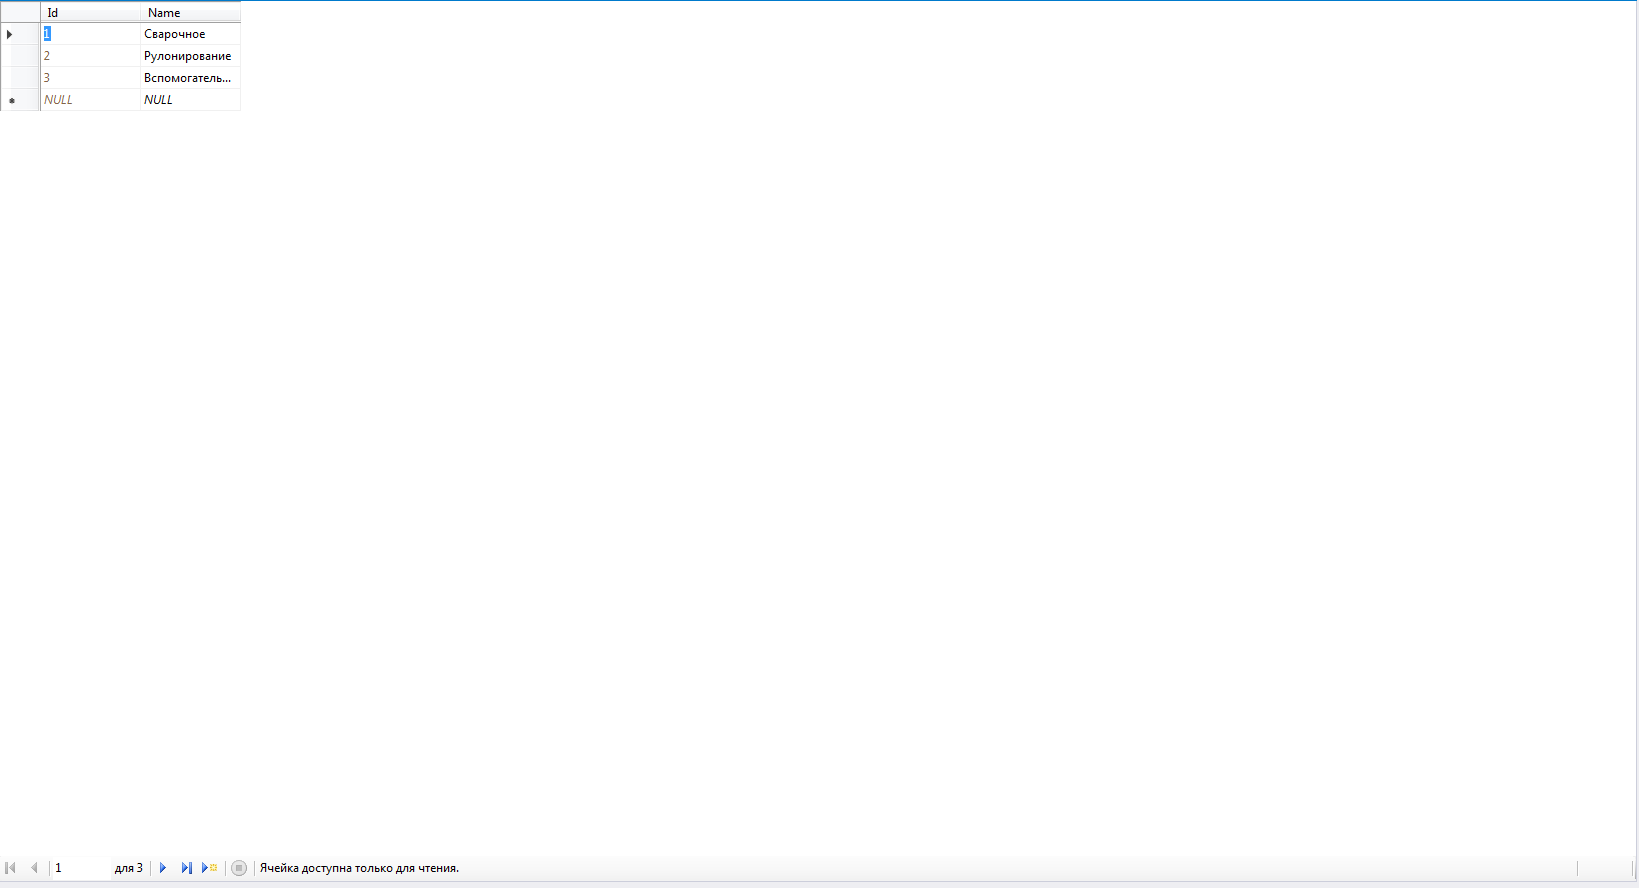 Id Name
1 Сварочное
2 Рулонирование
3 Вспомогатель...
NULL NULL
1 для 3 Ячейка доступна только для чтения.